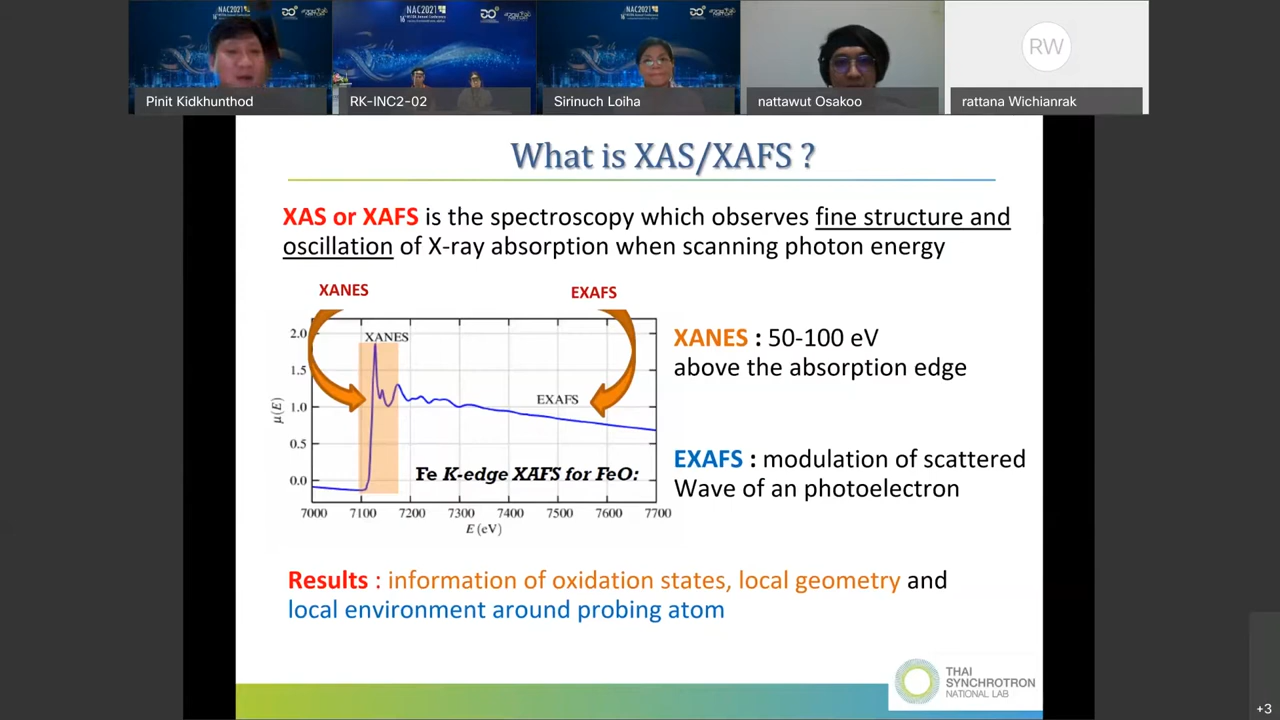 NAC2021
NAC2021
NAC2021
RW
Pinit Kidkhunthod
RK-INC2-02
Sirinuch Loiha
nattawut Osakoo
rattana Wichianrak
What is XAS/XAFS ?
XAS or XAFS is the spectroscopy which observes fine structure and
oscillation of X-ray absorption when scanning photon energy
XANES
EXAFS
2.0
1.5
1.0
0.5
0.0
μ(E)
XANES
EXAFS
Fe K-edge XAFS for FeO:
7000 7100 7200 7300 7400 7500 7600 7700
E (eV)
XANES : 50-100 eV
above the absorption edge
EXAFS : modulation of scattered
Wave of an photoelectron
Results : information of oxidation states, local geometry and
local environment around probing atom
THAI
SYNCHROTRON
NATIONAL LAB
+3